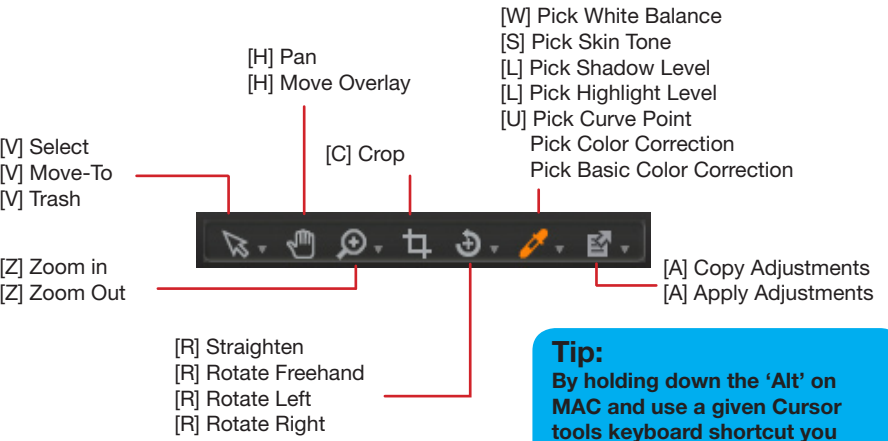 [W] Pick White Balance
[S] Pick Skin Tone
[L] Pick Shadow Level
[L] Pick Highlight Level
[U] Pick Curve Point
Pick Color Correction
Pick Basic Color Correction
[H] Pan
[H] Move Overlay
[C] Crop
[V] Select
[V] Move-To
[V] Trash
[Z] Zoom in
[Z] Zoom Out
[A] Copy Adjustments
[A] Apply Adjustments
[R] Straighten
[R] Rotate Freehand
[R] Rotate Left
[R] Rotate Right
Tip:
By holding down the ‘Alt’ on
MAC and use a given Cursor
tools keyboard shortcut you